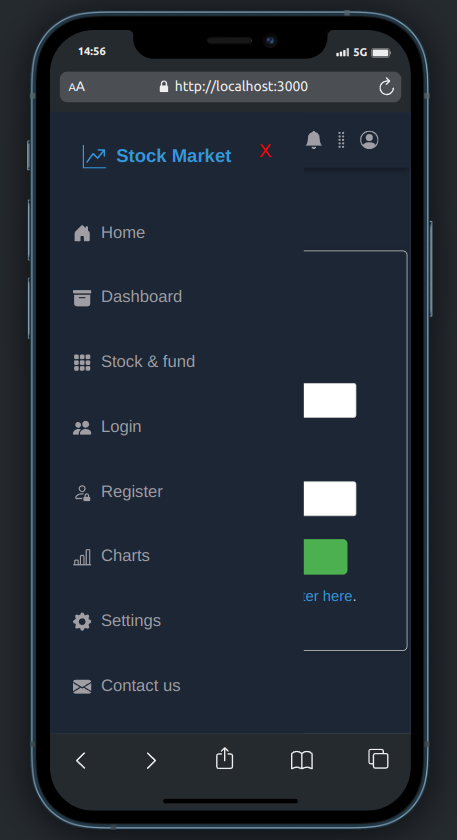 14:56
5G
AA
http://localhost:3000
Stock Market
X
Home
Dashboard
Stock & fund
Login
Register
Charts
ter here.
Settings
Contact us